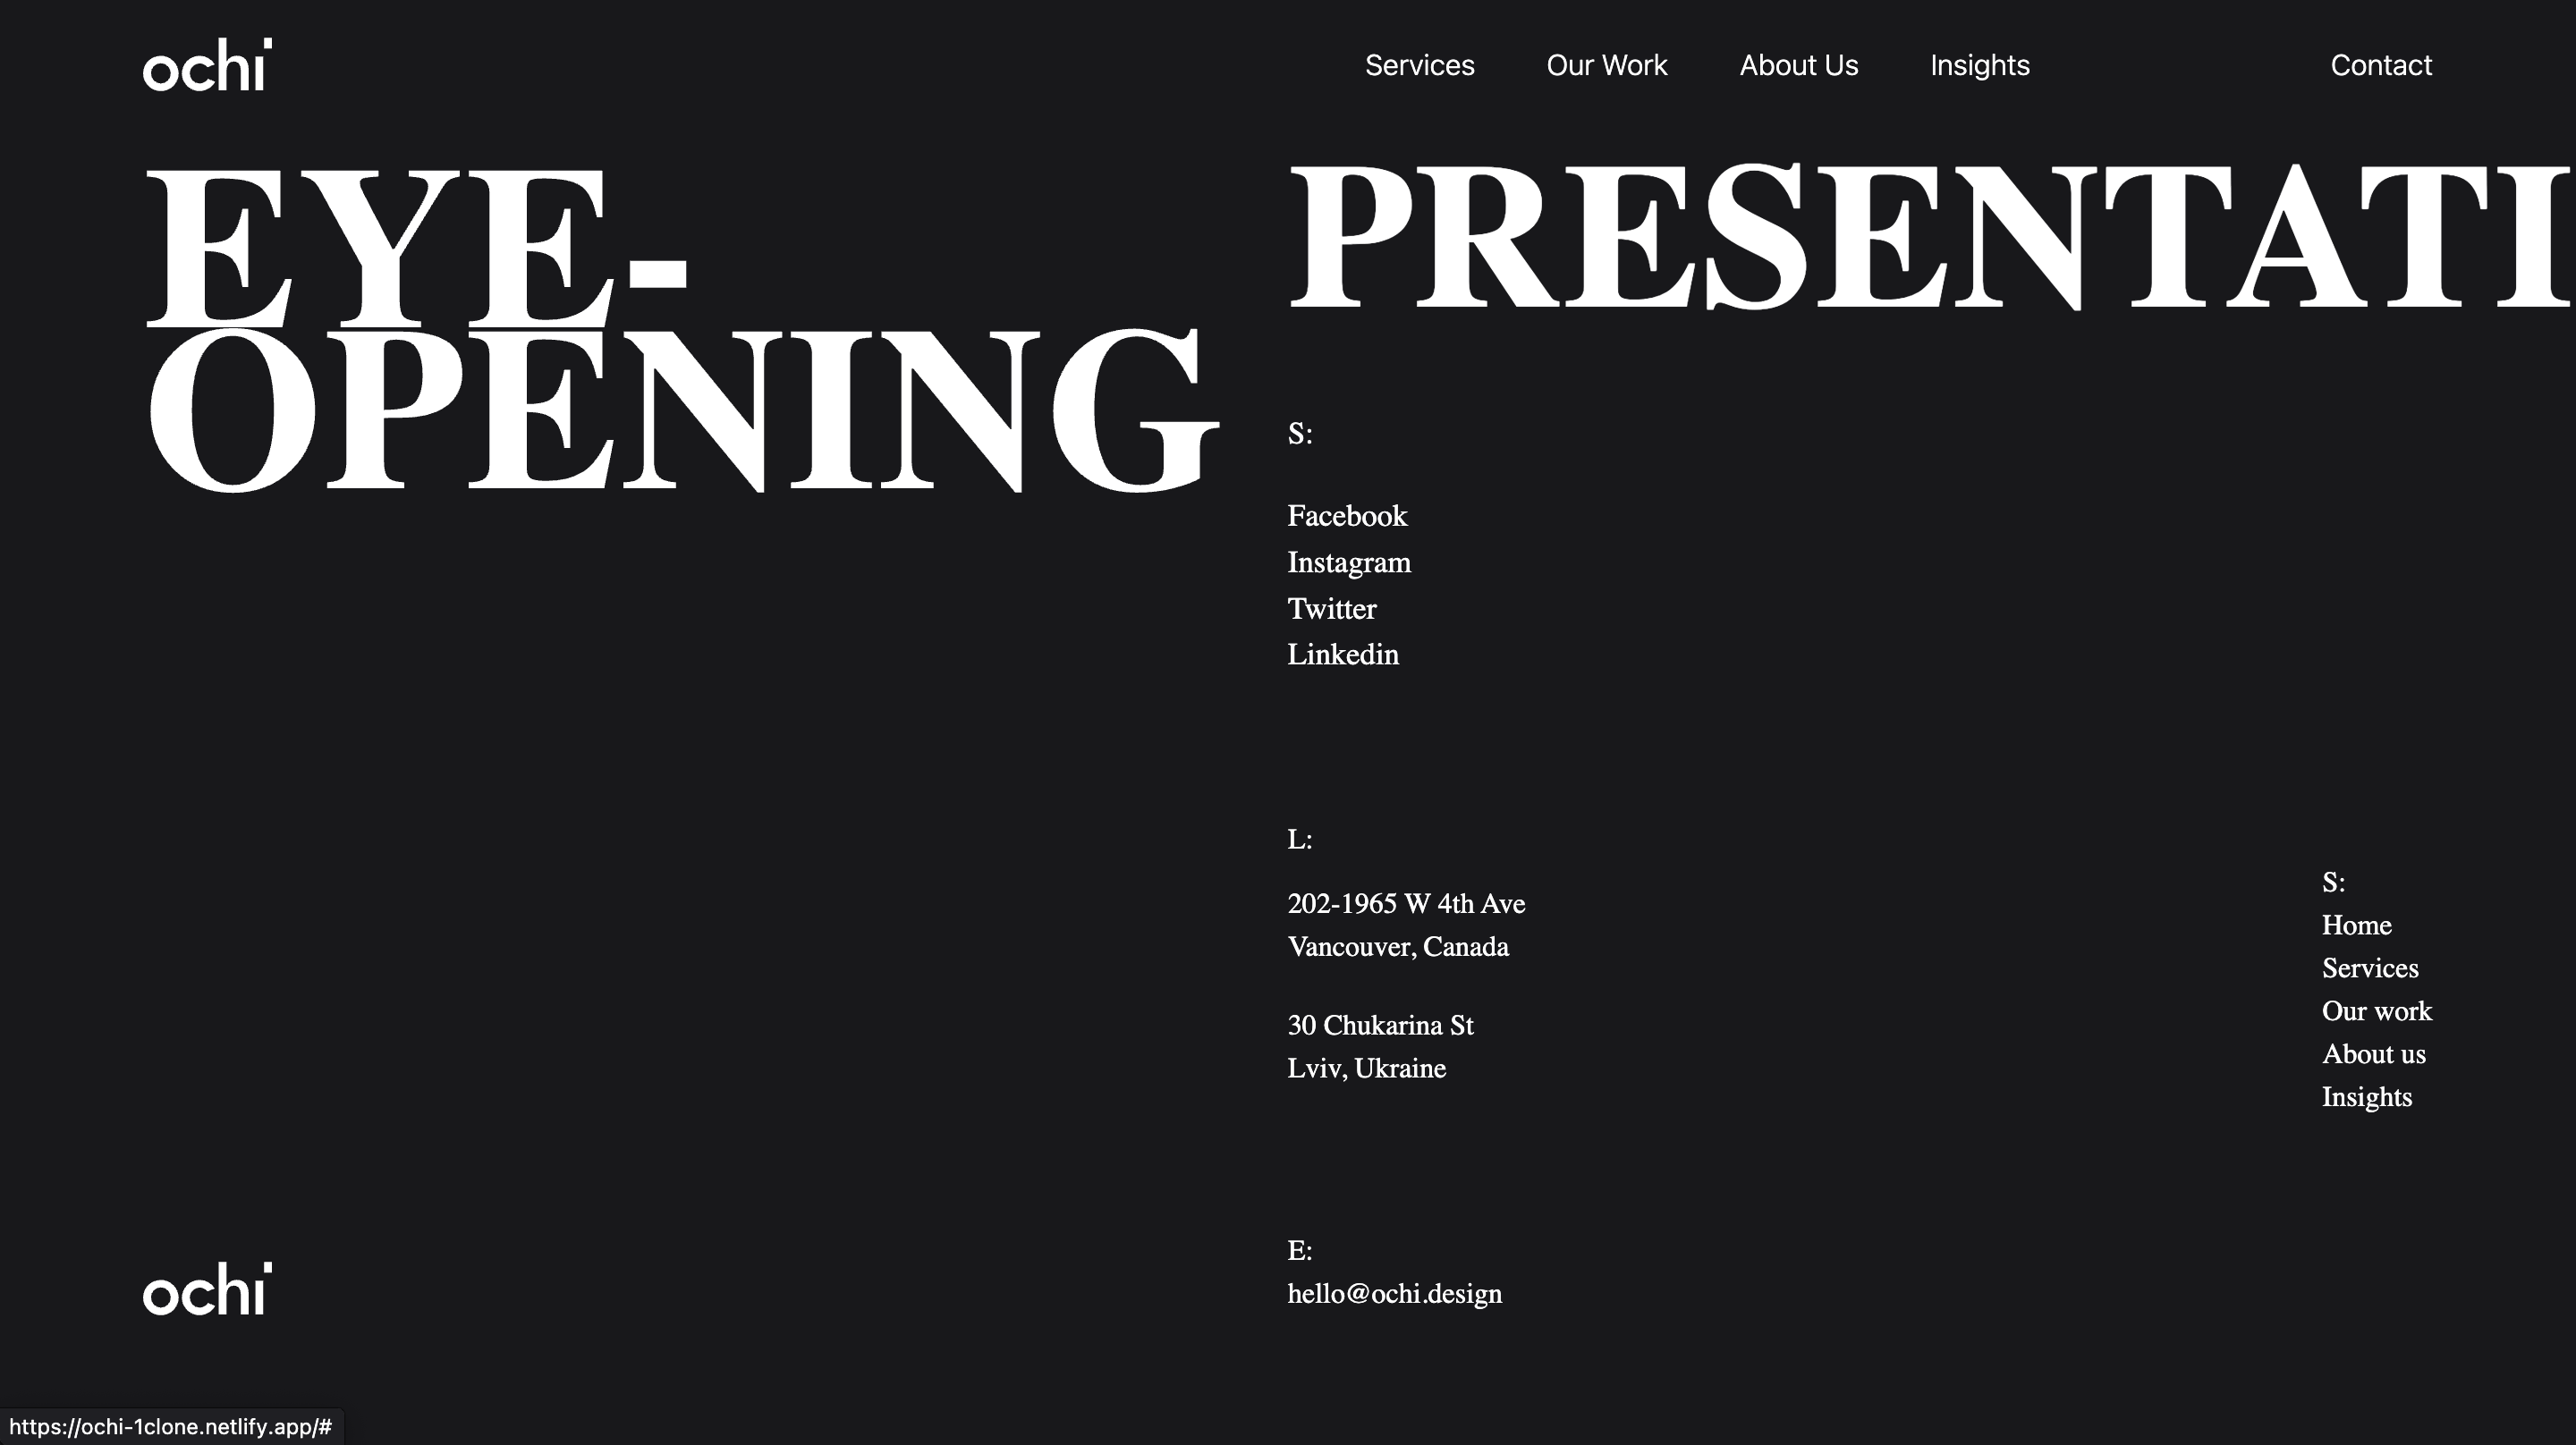 ochi
Services Our Work About Us Insights Contact
EYE-
OPENING
PRESENTATI
S:
Facebook
Instagram
Twitter
Linkedin
L:
202-1965 W 4th Ave
Vancouver, Canada
30 Chukarina St
Lviv, Ukraine
S:
Home
Services
Our work
About us
Insights
E:
hello@ochi.design
ochi
https://ochi-1clone.netlify.app/#